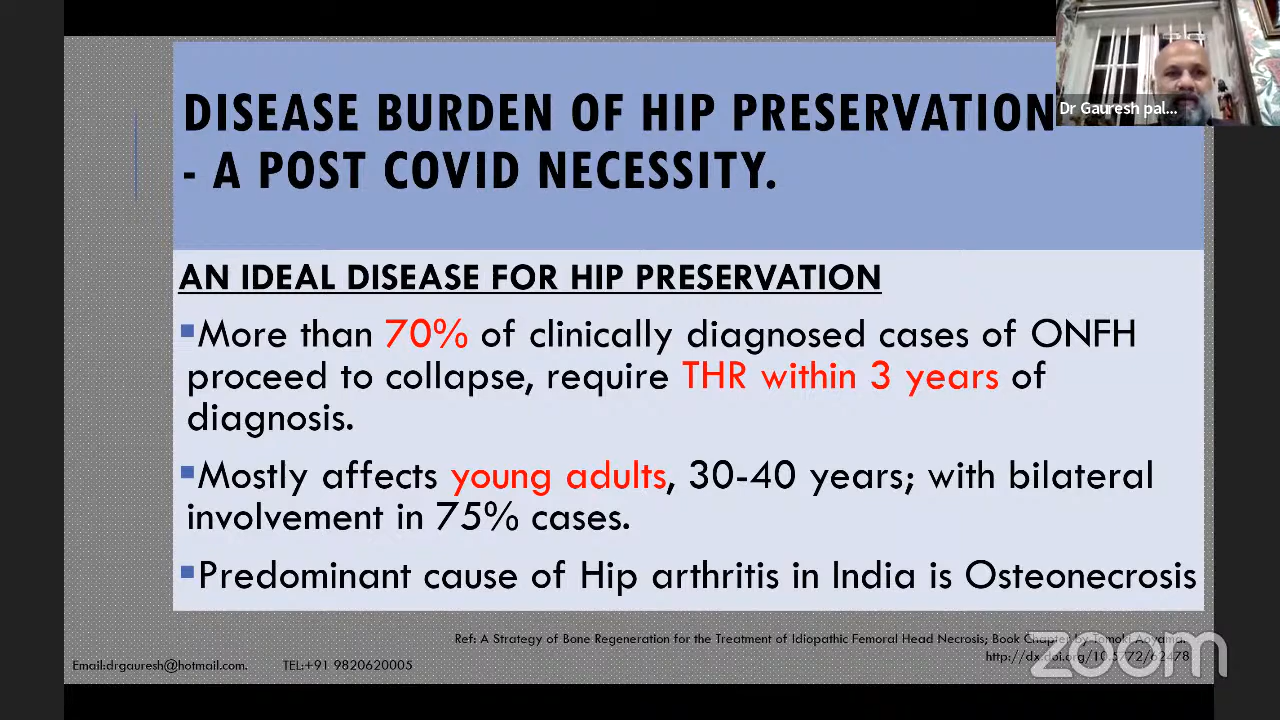 DISEASE BURDEN OF HIP PRESERVATION
- A POST COVID NECESSITY.
Dr Gauresh pal...
AN IDEAL DISEASE FOR HIP PRESERVATION
▪More than 70% of clinically diagnosed cases of ONFH
proceed to collapse, require THR within 3 years of
diagnosis.
▪Mostly affects young adults, 30-40 years; with bilateral
involvement in 75% cases.
▪Predominant cause of Hip arthritis in India is Osteonecrosis
Ref: A Strategy of Bone Regeneration for the Treatment of Idiopathic Femoral Head Necrosis; Book Chapter by Tomoki Aoyama.
http://dx.doi.org/10.5772/62478
Email:drgauresh@hotmail.com. TEL:+91 9820620005
zoom